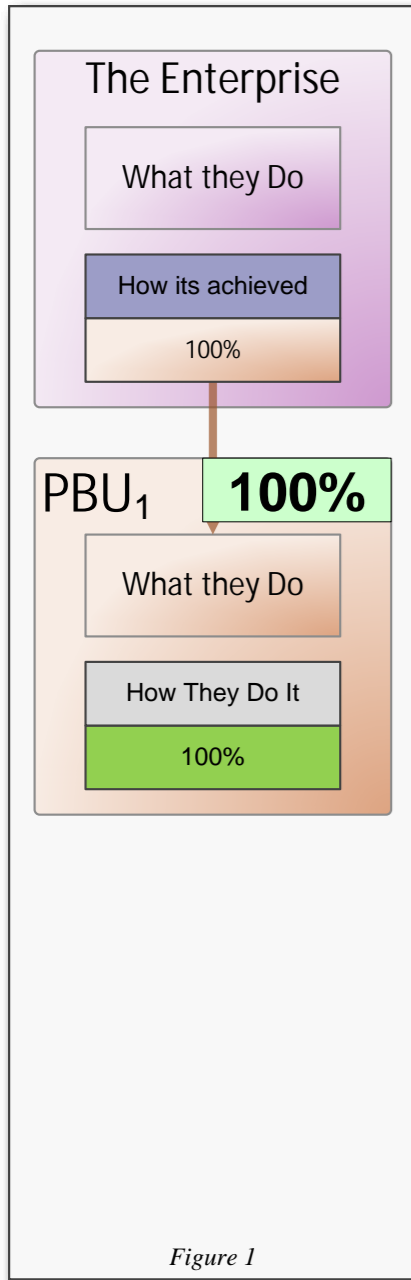 The Enterprise
What they Do
How its achieved
100%
PBU₁ 100%
What they Do
How They Do It
100%
Figure 1